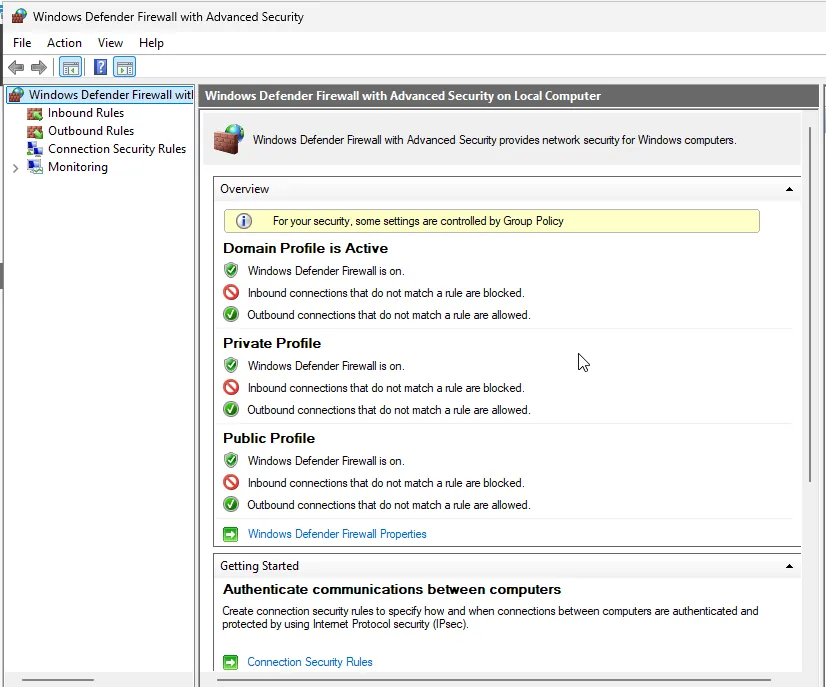 Windows Defender Firewall with Advanced Security
File Action View Help
Windows Defender Firewall wit
Inbound Rules
Outbound Rules
Connection Security Rules
Monitoring
Windows Defender Firewall with Advanced Security on Local Computer
Windows Defender Firewall with Advanced Security provides network security for Windows computers.
Overview
For your security, some settings are controlled by Group Policy
Domain Profile is Active
Windows Defender Firewall is on.
Inbound connections that do not match a rule are blocked.
Outbound connections that do not match a rule are allowed.
Private Profile
Windows Defender Firewall is on.
Inbound connections that do not match a rule are blocked.
Outbound connections that do not match a rule are allowed.
Public Profile
Windows Defender Firewall is on.
Inbound connections that do not match a rule are blocked.
Outbound connections that do not match a rule are allowed.
Windows Defender Firewall Properties
Getting Started
Authenticate communications between computers
Create connection security rules to specify how and when connections between computers are authenticated and
protected by using Internet Protocol security (IPsec).
Connection Security Rules